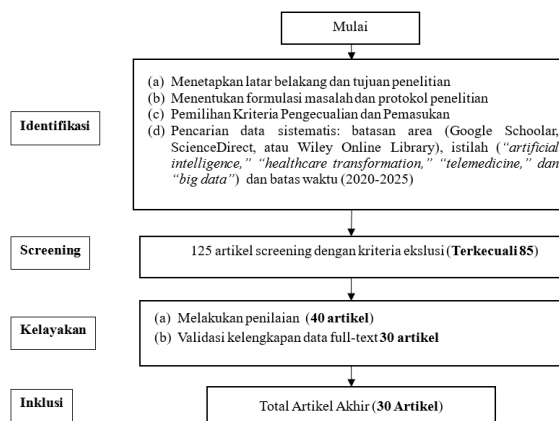 Mulai
Identifikasi
(a) Menetapkan latar belakang dan tujuan penelitian
(b) Menentukan formulasi masalah dan protokol penelitian
(c) Pemilihan Kriteria Pengecualian dan Pemasukan
(d) Pencarian data sistematis: batasan area (Google Schoolar,
ScienceDirect, atau Wiley Online Library), istilah (“artificial
intelligence,” “healthcare transformation,” “telemedicine,” dan
“big data”) dan batas waktu (2020-2025)
Screening
125 artikel screening dengan kriteria ekslusi (Terkecuali 85)
Kelayakan
(a) Melakukan penilaian (40 artikel)
(b) Validasi kelengkapan data full-text 30 artikel
Inklusi
Total Artikel Akhir (30 Artikel)